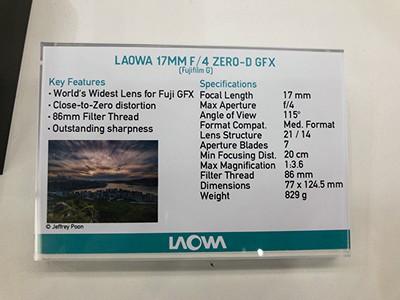 LAOWA 17MM F/4 ZERO-D GFX
(Fujifilm G)
Key Features
· World's Widest Lens for Fuji GFX
· Close-to-Zero distortion
· 86mm Filter Thread
· Outstanding sharpness
© Jeffrey Poon
Specifications
Focal Length 17 mm
Max Aperture f/4
Angle of View 115°
Format Compat. Med. Format
Lens Structure 21 / 14
Aperture Blades 7
Min Focusing Dist. 20 cm
Max Magnification 1:3.6
Filter Thread 86 mm
Dimensions 77 x 124.5 mm
Weight 829 g
LAOWA